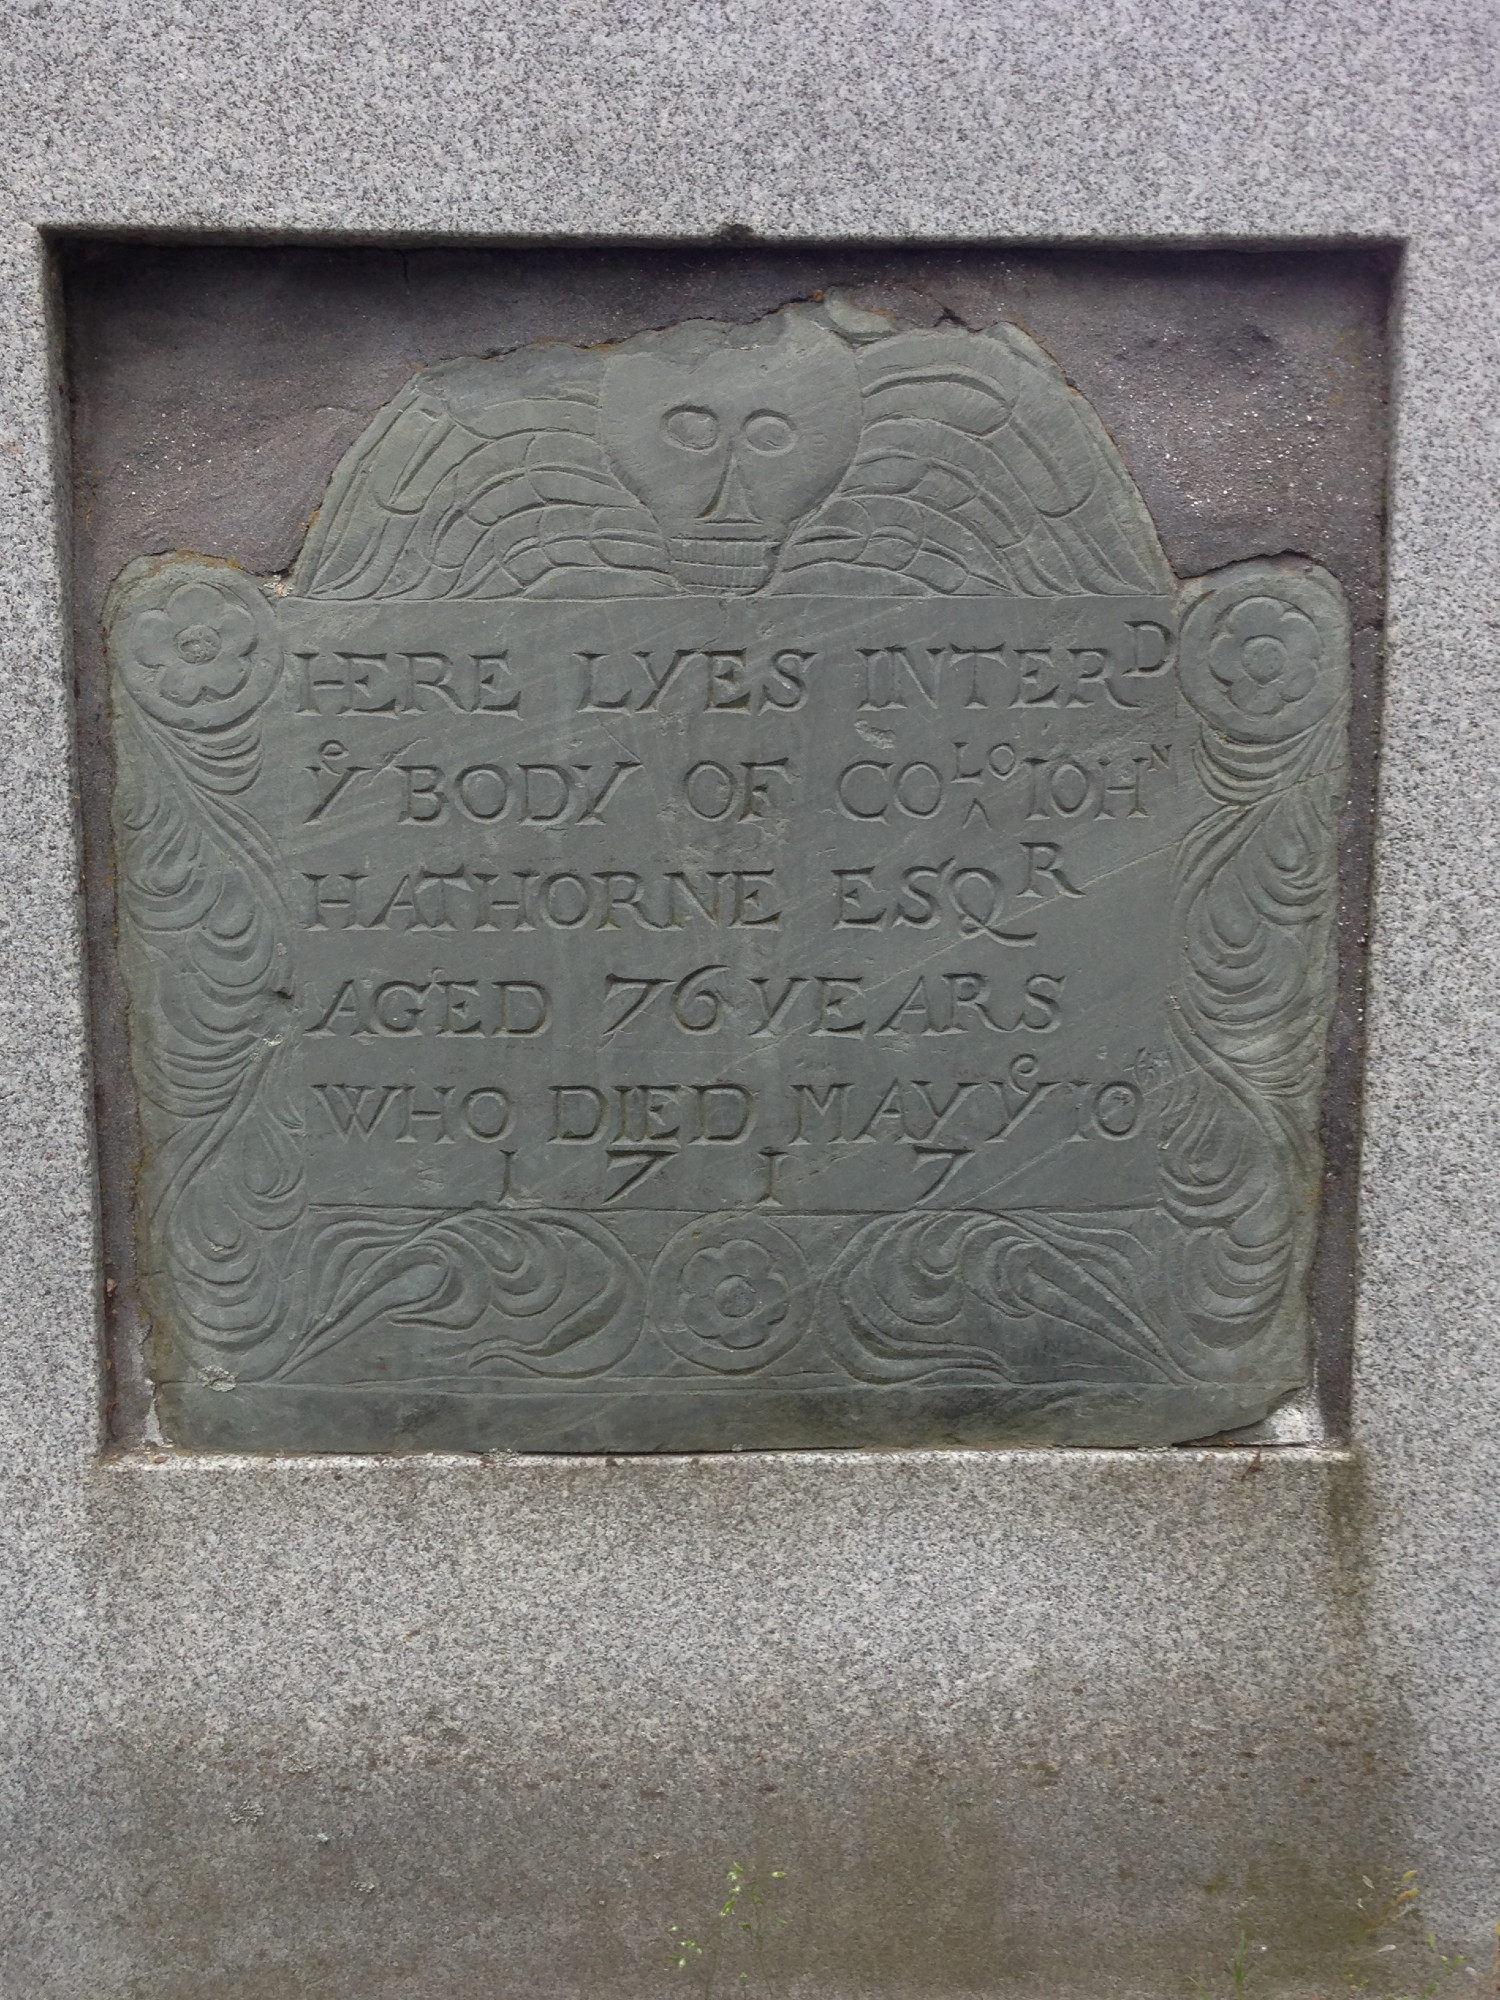 HERE LYES INTERᴰ
Yᵉ BODY OF COᴸᴼ IOHᴺ
HATHORNE ESQᴿ
AGED 76 YEARS
WHO DIED MAY Yᵉ 10ᵗʰ
1717